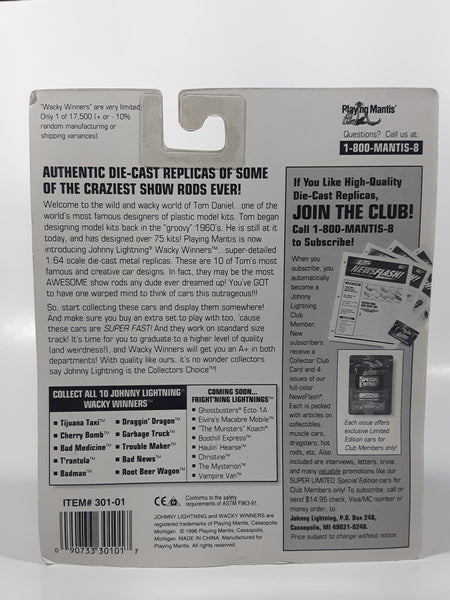 "Wacky Winners" are very limited
Only 1 of 17,500 (+ or - 10%
random manufacturing or
shipping variances).
Playing Mantis®
Questions? Call us at:
1-800-MANTIS-8
AUTHENTIC DIE-CAST REPLICAS OF SOME
OF THE CRAZIEST SHOW RODS EVER!
Welcome to the wild and wacky world of Tom Daniel...one of the
world's most famous designers of plastic model kits. Tom began
designing model kits back in the "groovy" 1960's. He is still at it
today, and has designed over 75 kits! Playing Mantis is now
introducing Johnny Lightning® Wacky Winners™... super-detailed
1:64 scale die-cast metal replicas. These are 10 of Tom's most
famous and creative car designs. In fact, they may be the most
AWESOME show rods any dude ever dreamed up! You've GOT
to have one warped mind to think of cars this outrageous!!!
So, start collecting these cars and display them somewhere!
And make sure you buy an extra set to play with too, 'cause
these cars are SUPER FAST! And they work on standard size
track! It's time for you to graduate to a higher level of quality
(and weirdness!), and Wacky Winners will get you an A+ in both
departments! With quality like ours, it's no wonder collectors
say Johnny Lightning is the Collectors Choice™!
COLLECT ALL 10 JOHNNY LIGHTNING®
WACKY WINNERS™
Tijuana Taxi™
Cherry Bomb™
Bad Medicine™
T'rantula™
Badman™
Draggin' Dragon™
Garbage Truck™
Trouble Maker™
Bad News™
Root Beer Wagon™
COMING SOON...
FRIGHT'NING LIGHTNINGS™
Ghostbusters® Ecto-1A
Elvira's Macabre Mobile™
"The Munsters' Koach"
Boothill Express™
Haulin' Hearse™
Christine™
The Mysterion™
Vampire Van™
If You Like High-Quality
Die-Cast Replicas,
JOIN THE CLUB!
Call 1-800-MANTIS-8
to Subscribe!
When you
subscribe, you
automatically
become a
Johnny
Lightning
Club
Member.
New
subscribers
receive a
Collector Club
Card and 4
issues of our
full-color
NewsFlash!
Each is
packed with
articles on
collectibles,
muscle cars,
dragsters, hot
rods, etc. Also
included are interviews, letters, trivia,
and many valuable promotions like our
SUPER LIMITED Special Edition cars for
Club Members only! To subscribe, call or
send $14.95 check, Visa/MC number or
money order, to:
Johnny Lightning, P.O. Box 248,
Cassopolis, MI 49031-0248.
Price subject to change without notice
NEWSFLASH!
SPECIAL
EDITION
Each issue offers
exclusive Limited
Edition cars for
Club Members only!
ITEM# 301-01
0 90733 30101 7
CE
Conforms to the safety
requirements of ASTM F963-91.
JOHNNY LIGHTNING and WACKY WINNERS are
registered trademarks of Playing Mantis, Cassopolis,
Michigan. © 1996 Playing Mantis, Cassopolis,
Michigan. MADE IN CHINA. Manufactured for
Playing Mantis. All rights reserved.